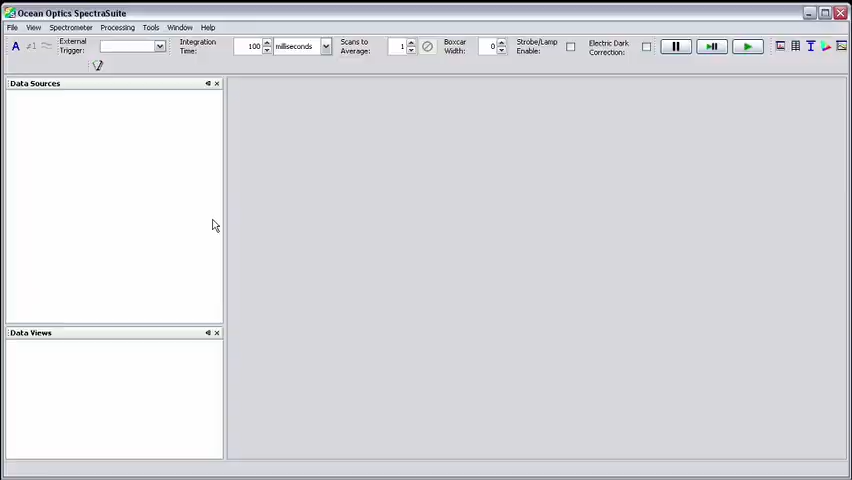 Ocean Optics SpectraSuite
File View Spectrometer Processing Tools Window Help
A External Trigger: Integration Time: 100 milliseconds Scans to Average: 1 Boxcar Width: 0 Strobe/Lamp Enable: Electric Dark Correction:
Data Sources
Data Views